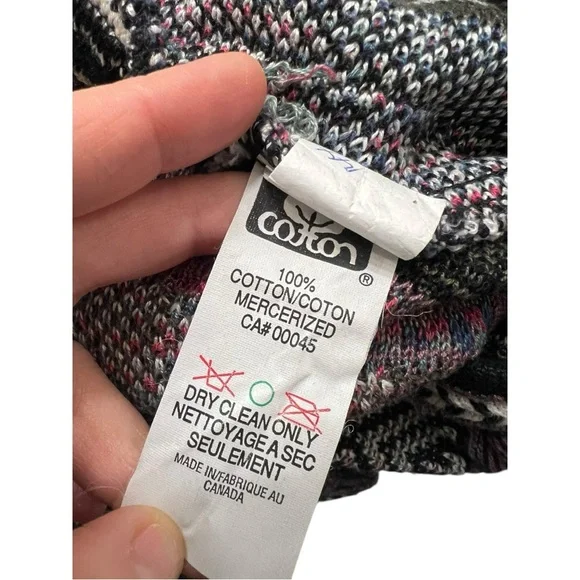 cotton
®
100%
COTTON/COTON
MERCERIZED
CA# 00045
DRY CLEAN ONLY
NETTOYAGE A SEC
SEULEMENT
MADE IN/FABRIQUE AU
CANADA